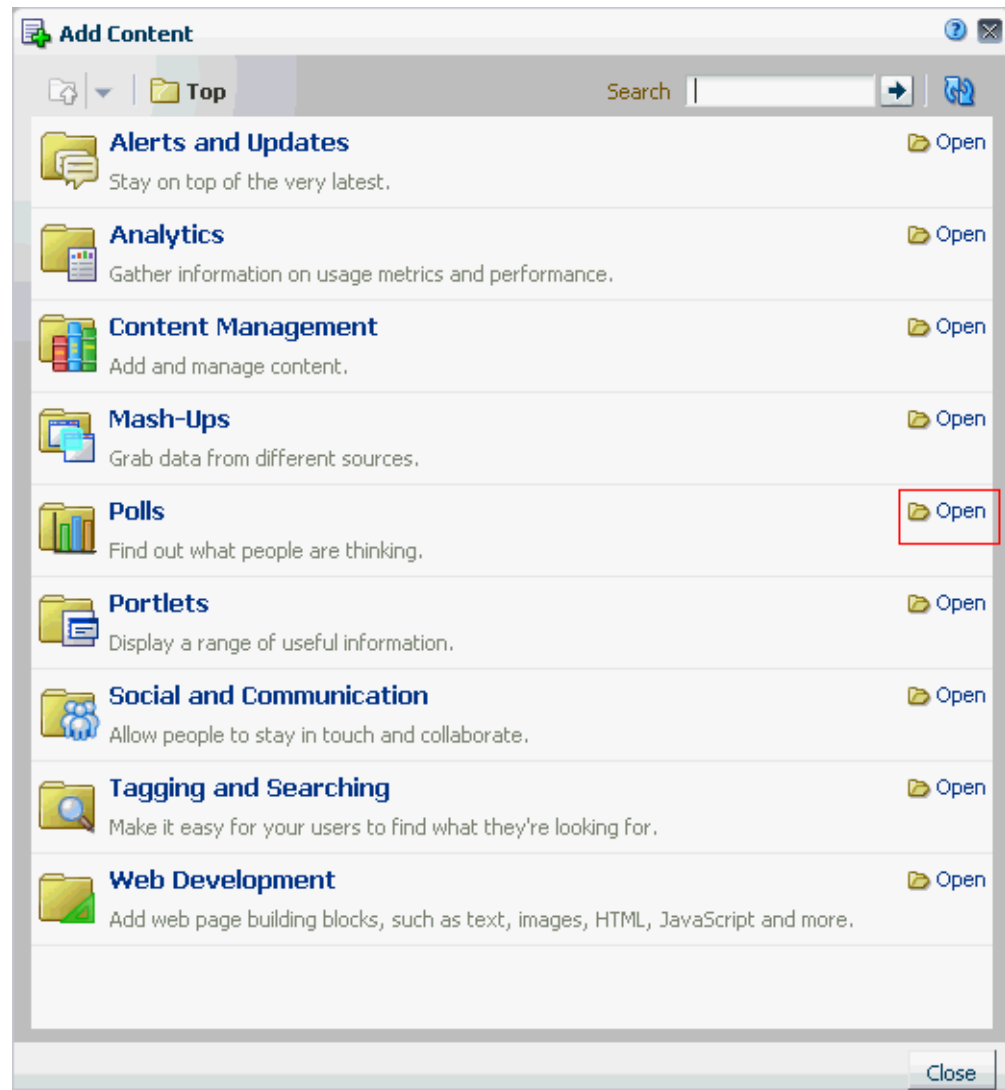 Add Content
Top
Search
Alerts and Updates
Open
Stay on top of the very latest.
Analytics
Open
Gather information on usage metrics and performance.
Content Management
Open
Add and manage content.
Mash-Ups
Open
Grab data from different sources.
Polls
Open
Find out what people are thinking.
Portlets
Open
Display a range of useful information.
Social and Communication
Open
Allow people to stay in touch and collaborate.
Tagging and Searching
Open
Make it easy for your users to find what they're looking for.
Web Development
Open
Add web page building blocks, such as text, images, HTML, JavaScript and more.
Close